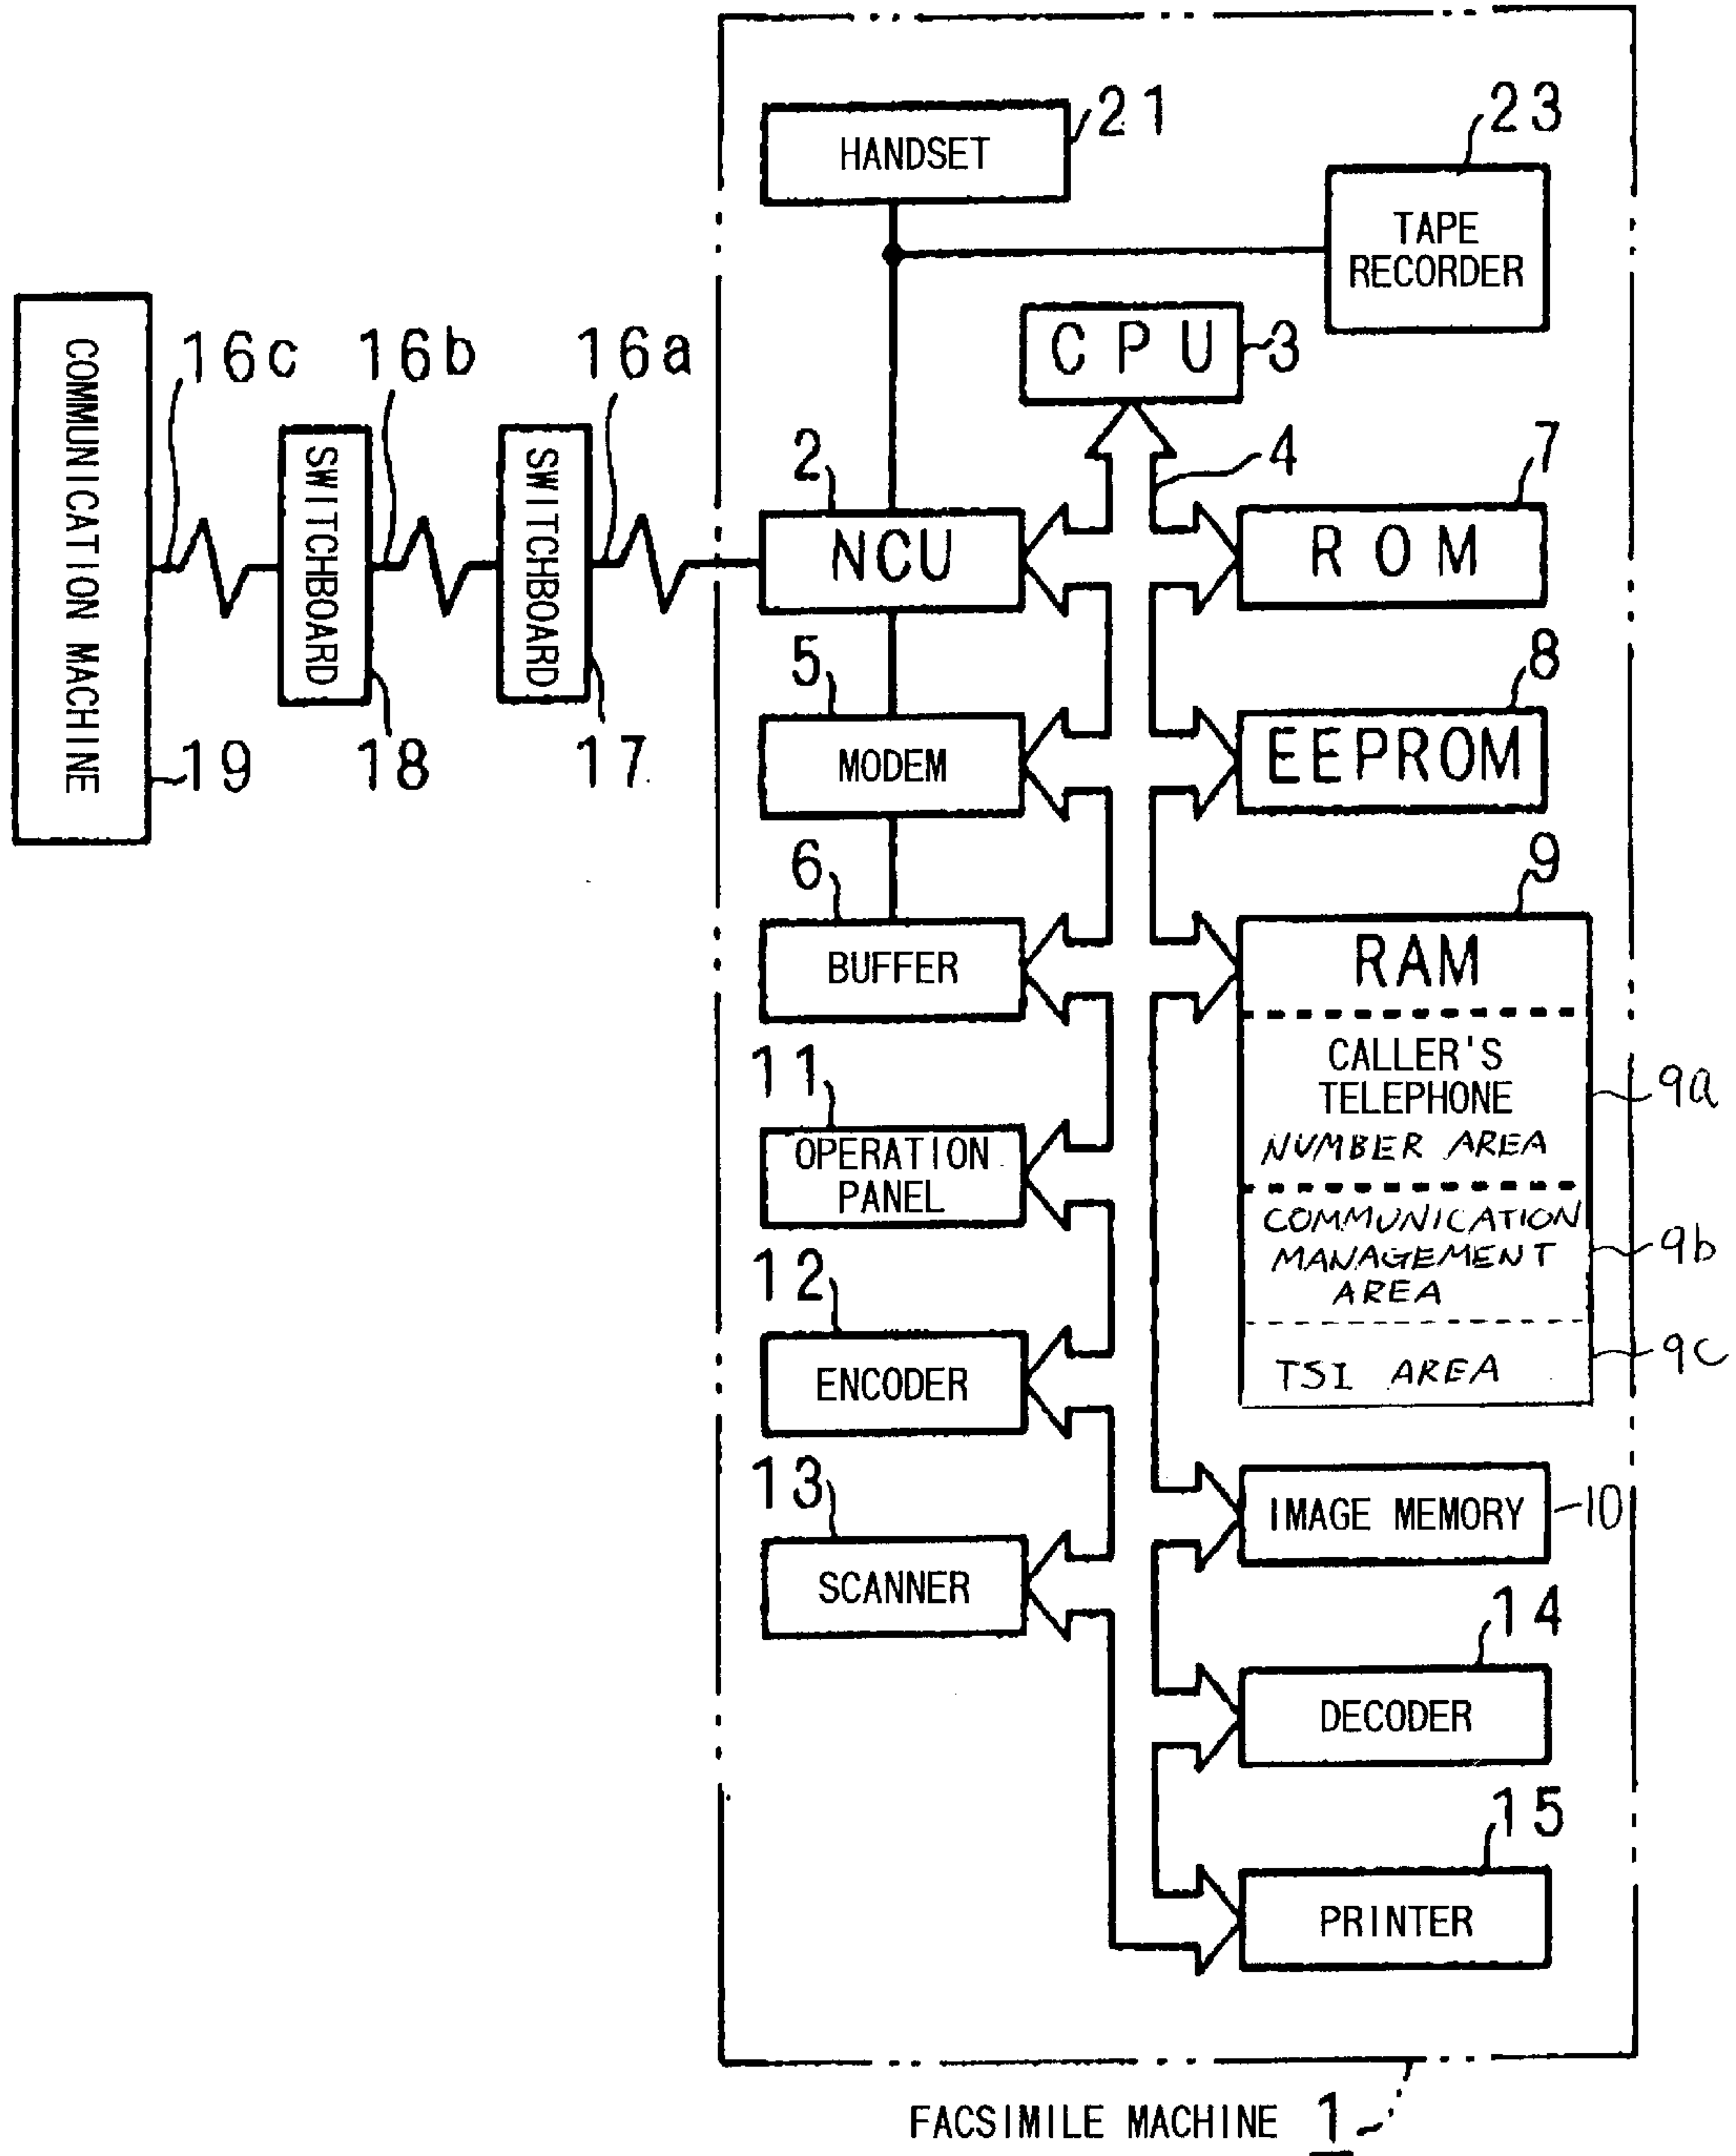 21
HANDSET
23
TAPE
RECORDER
C P U
3
COMMUNICATION MACHINE
16c
16b
16a
SWITCHBOARD
SWITCHBOARD
19
18
17
2
NCU
4
7
R O M
5
MODEM
8
EEPROM
6
BUFFER
9
RAM
CALLER'S
TELEPHONE
NUMBER AREA
9a
COMMUNICATION
MANAGEMENT
AREA
9b
TSI AREA
9c
11
OPERATION
PANEL
12
ENCODER
13
SCANNER
IMAGE MEMORY
10
14
DECODER
15
PRINTER
FACSIMILE MACHINE 1